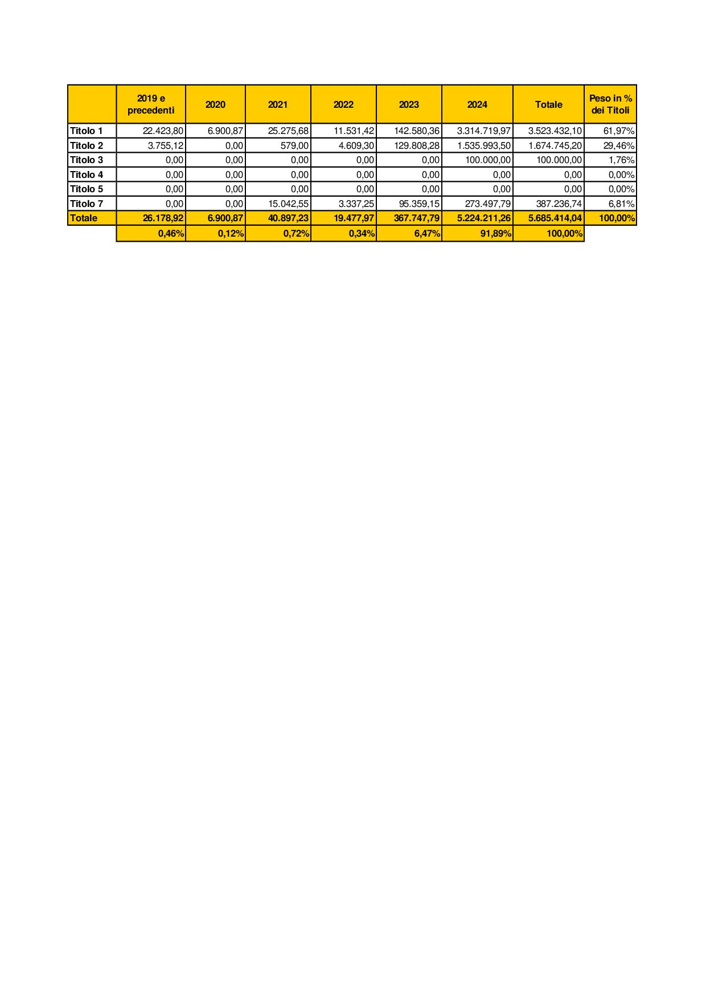 2019 e precedenti 2020 2021 2022 2023 2024 Totale Peso in % dei Titoli
Titolo 1 22.423,80 6.900,87 25.275,68 11.531,42 142.580,36 3.314.719,97 3.523.432,10 61,97%
Titolo 2 3.755,12 0,00 579,00 4.609,30 129.808,28 1.535.993,50 1.674.745,20 29,46%
Titolo 3 0,00 0,00 0,00 0,00 0,00 100.000,00 100.000,00 1,76%
Titolo 4 0,00 0,00 0,00 0,00 0,00 0,00 0,00 0,00%
Titolo 5 0,00 0,00 0,00 0,00 0,00 0,00 0,00 0,00%
Titolo 7 0,00 0,00 15.042,55 3.337,25 95.359,15 273.497,79 387.236,74 6,81%
Totale 26.178,92 6.900,87 40.897,23 19.477,97 367.747,79 5.224.211,26 5.685.414,04 100,00%
0,46% 0,12% 0,72% 0,34% 6,47% 91,89% 100,00%